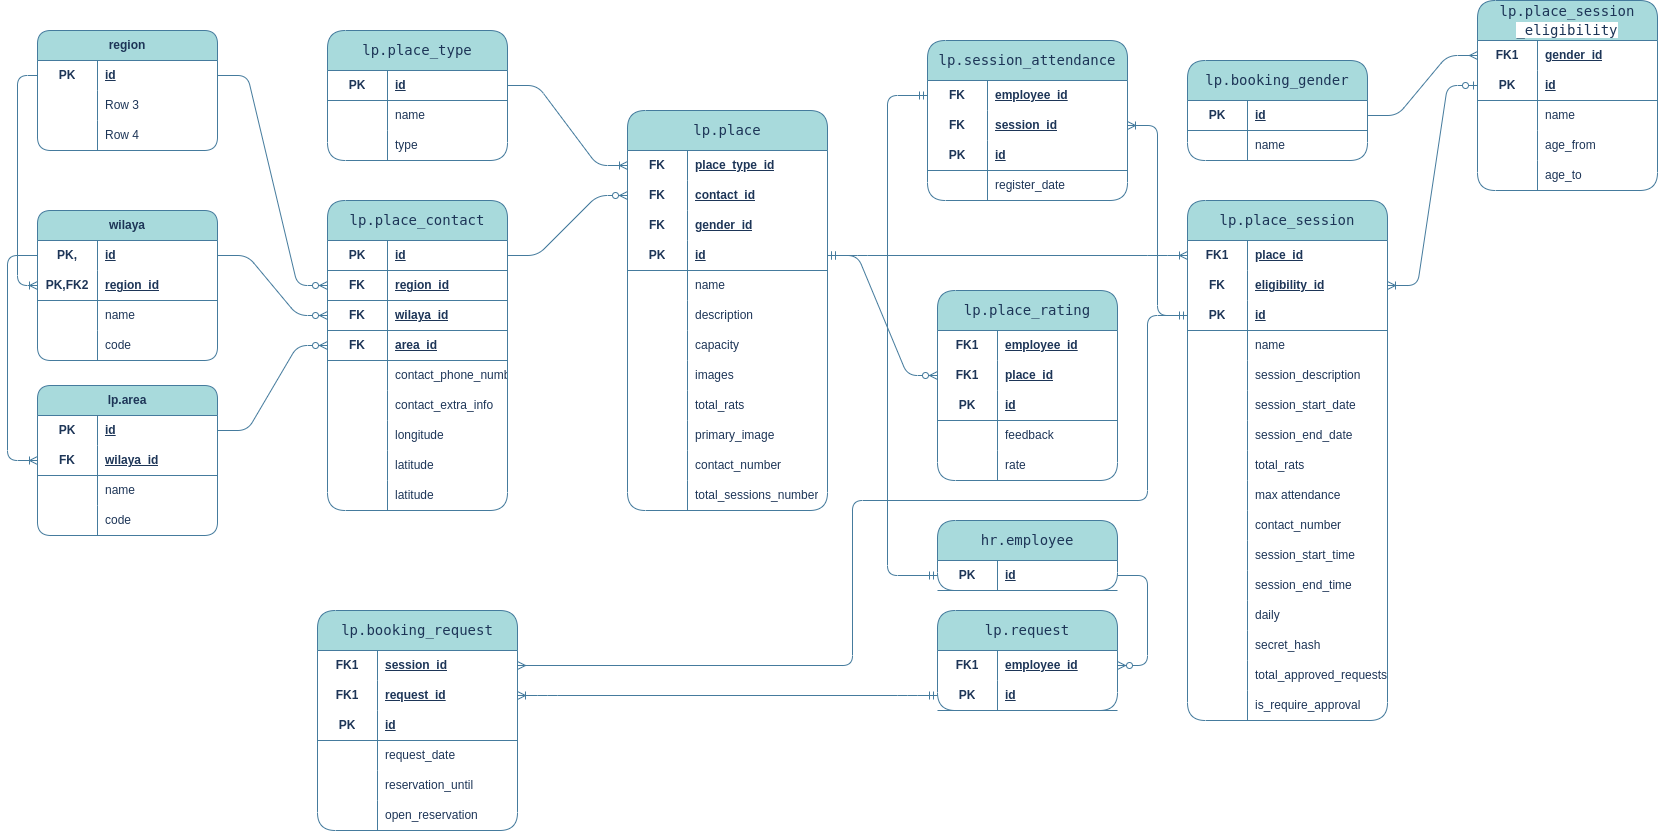 region
PK id
Row 3
Row 4
wilaya
PK, id
PK,FK2 region_id
name
code
lp.area
PK id
FK wilaya_id
name
code
lp.place_type
PK id
name
type
lp.place_contact
PK id
FK region_id
FK wilaya_id
FK area_id
contact_phone_numb
contact_extra_info
longitude
latitude
latitude
lp.place
FK place_type_id
FK contact_id
FK gender_id
PK id
name
description
capacity
images
total_rats
primary_image
contact_number
total_sessions_number
lp.session_attendance
FK employee_id
FK session_id
PK id
register_date
lp.place_rating
FK1 employee_id
FK1 place_id
PK id
feedback
rate
hr.employee
PK id
lp.request
FK1 employee_id
PK id
lp.booking_request
FK1 session_id
FK1 request_id
PK id
request_date
reservation_until
open_reservation
lp.booking_gender
PK id
name
lp.place_session
FK1 place_id
FK eligibility_id
PK id
name
session_description
session_start_date
session_end_date
total_rats
max attendance
contact_number
session_start_time
session_end_time
daily
secret_hash
total_approved_requests
is_require_approval
lp.place_session
_eligibility
FK1 gender_id
PK id
name
age_from
age_to